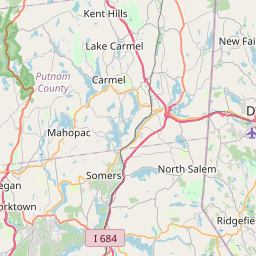 Kent Hills
Lake Carmel
New Fai
Putnam
County
Carmel
D
Mahopac
North Salem
Somers
egan
orktown
Ridgefie
I 684